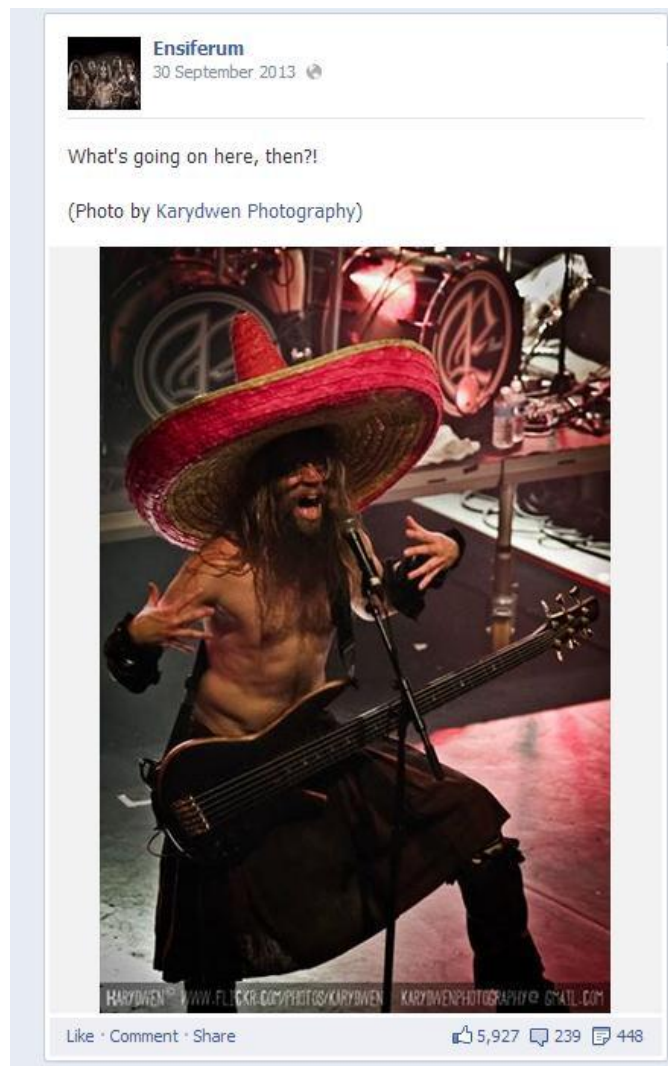 Ensiferum
30 September 2013
What's going on here, then?!
(Photo by Karydwen Photography)
KARYDWEN© WWW.FLICKR.COM/PHOTOS/KARYDWEN KARYDWENPHOTOGRAPHY@GMAIL.COM
Like · Comment · Share 5,927 239 448